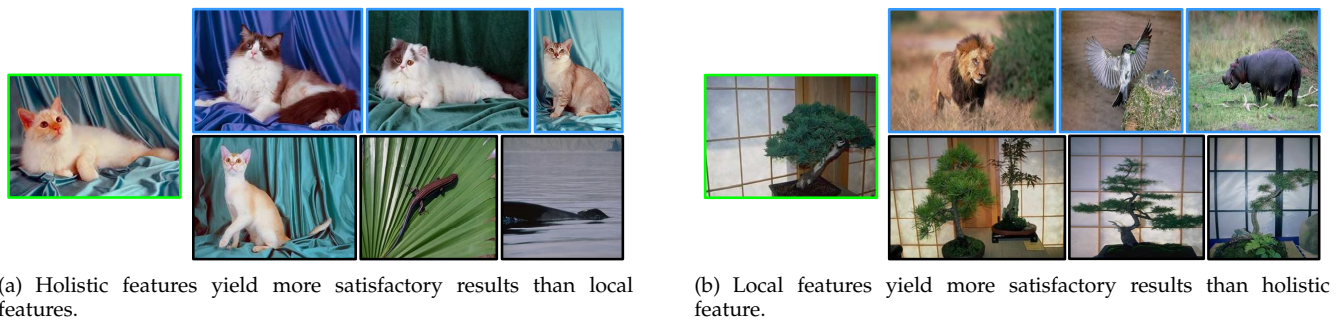 (a) Holistic features yield more satisfactory results than local
features.
(b) Local features yield more satisfactory results than holistic
feature.